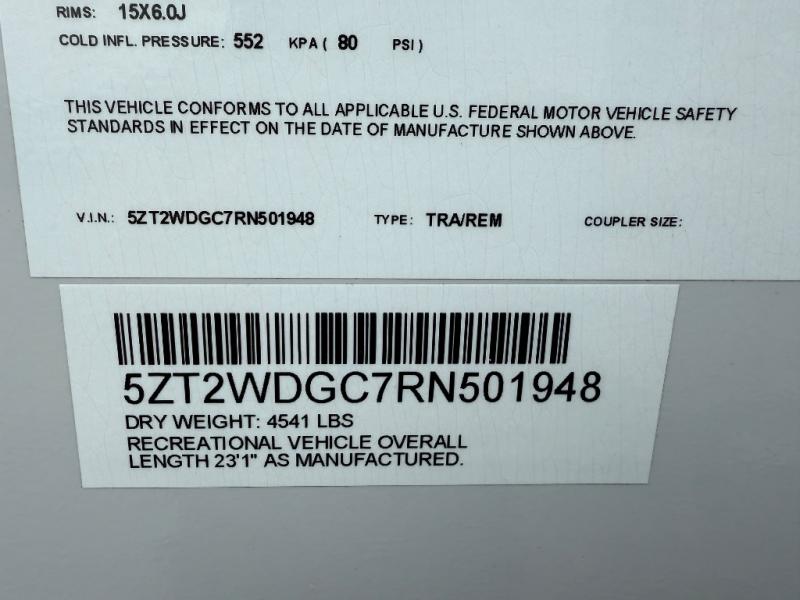 RIMS: 15X6.0J
COLD INFL. PRESSURE: 552 KPA ( 80 PSI )
THIS VEHICLE CONFORMS TO ALL APPLICABLE U.S. FEDERAL MOTOR VEHICLE SAFETY
STANDARDS IN EFFECT ON THE DATE OF MANUFACTURE SHOWN ABOVE.
V.I.N.: 5ZT2WDGC7RN501948 TYPE: TRA/REM COUPLER SIZE:
5ZT2WDGC7RN501948
DRY WEIGHT: 4541 LBS
RECREATIONAL VEHICLE OVERALL
LENGTH 23'1" AS MANUFACTURED.